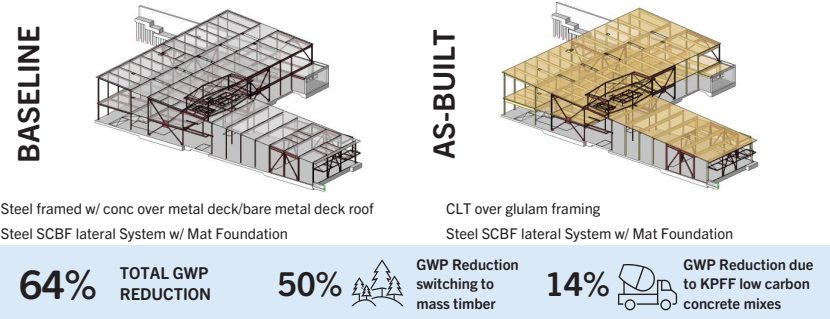 BASELINE
AS-BUILT
Steel framed w/ conc over metal deck/bare metal deck roof
Steel SCBF lateral System w/ Mat Foundation
CLT over glulam framing
Steel SCBF lateral System w/ Mat Foundation
64%
TOTAL GWP
REDUCTION
50%
GWP Reduction
switching to
mass timber
14%
GWP Reduction due
to KPFF low carbon
concrete mixes